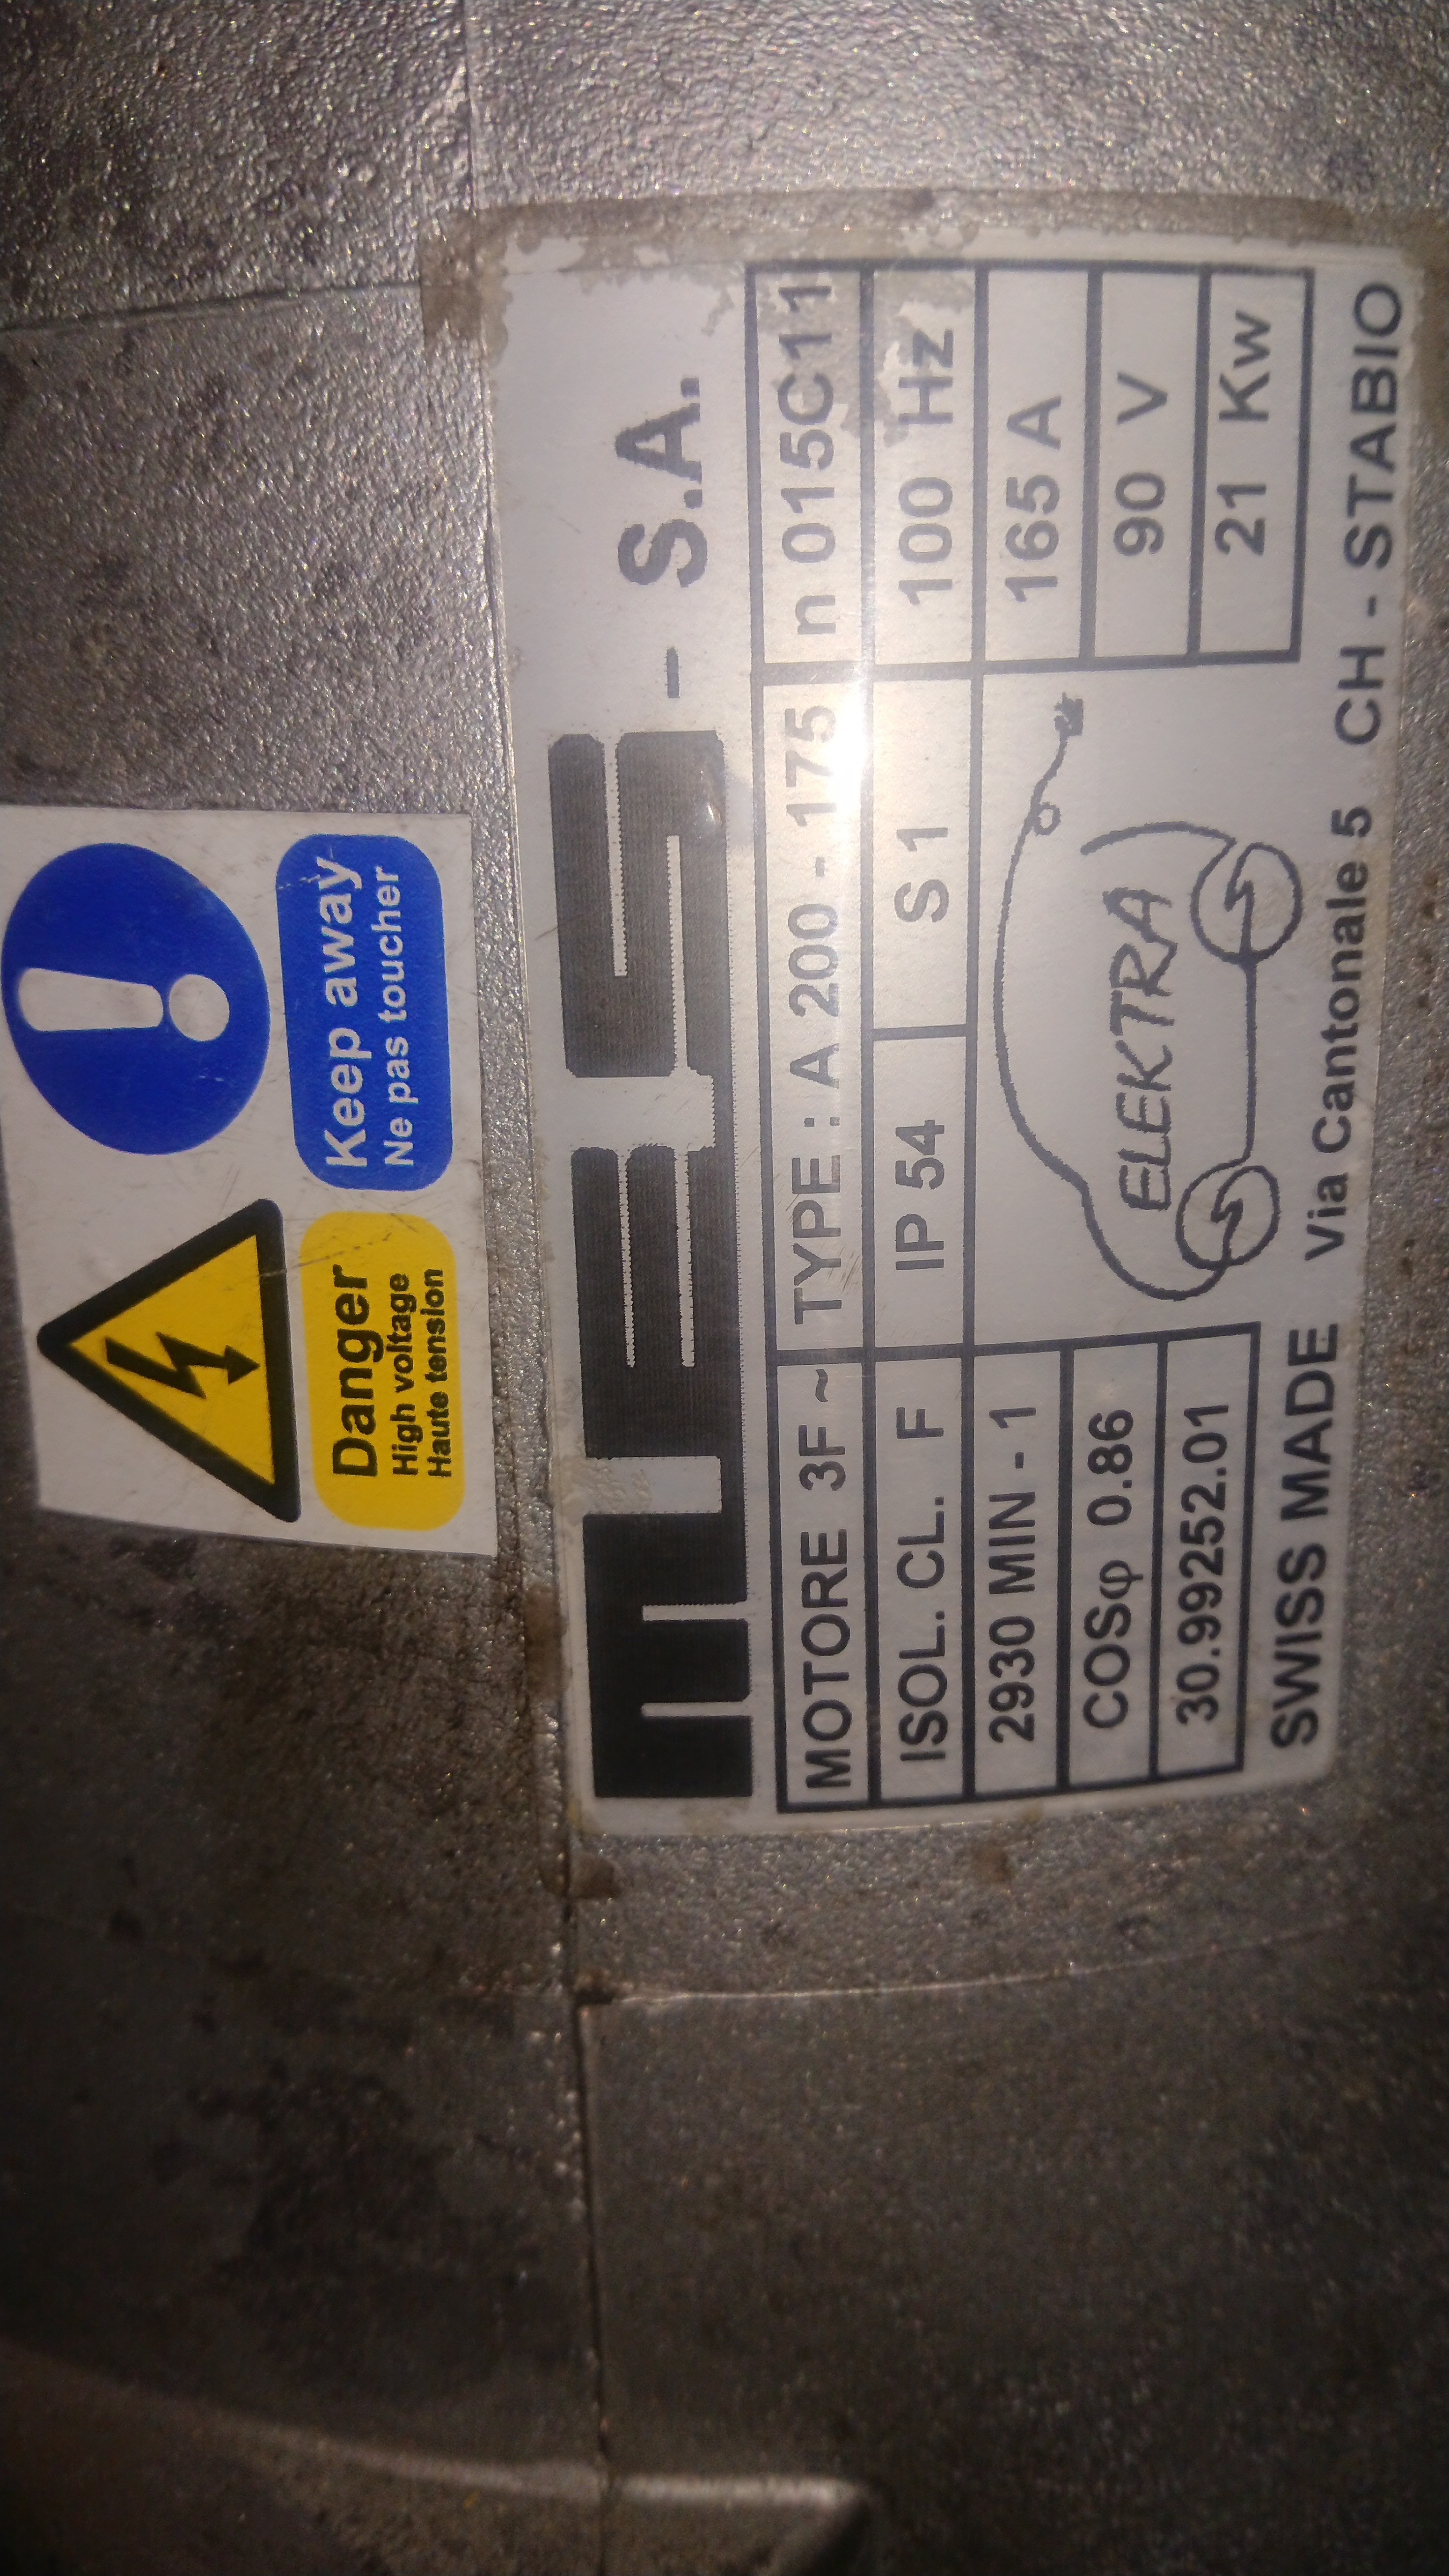 Danger
High voltage
Haute tension
Keep away
Ne pas toucher
MES - S.A.
MOTORE 3F ~ TYPE : A 200 - 175 n 015C11
ISOL. CL. F IP 54 S 1 100 Hz
2930 MIN - 1 165 A
COSφ 0.86 90 V
30.99252.01 21 Kw
ELEKTRA
SWISS MADE Via Cantonale 5 CH - STABIO